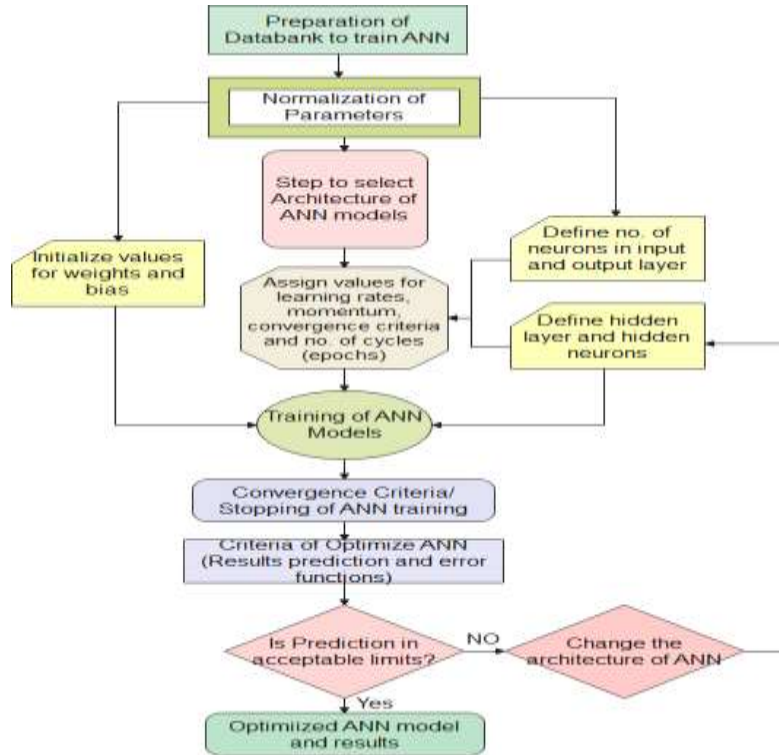 Preparation of
Databank to train ANN
Normalization of
Parameters
Step to select
Architecture of
ANN models
Initialize values
for weights and
bias
Define no. of
neurons in input
and output layer
Assign values for
learning rates,
momentum,
convergence criteria
and no. of cycles
(epochs)
Define hidden
layer and hidden
neurons
Training of ANN
Models
Convergence Criteria/
Stopping of ANN training
Criteria of Optimize ANN
(Results prediction and error
functions)
Is Prediction in
acceptable limits?
NO
Change the
architecture of ANN
Yes
Optimiized ANN model
and results